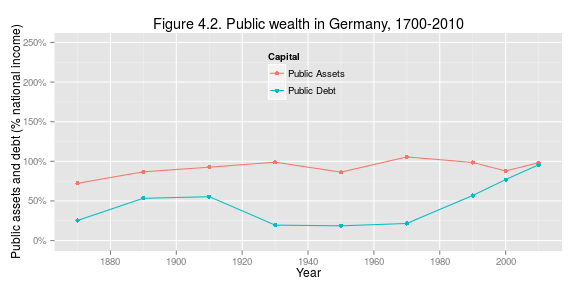 Figure 4.2. Public wealth in Germany, 1700-2010
Public assets and debt (% national income)
250%
200%
150%
100%
50%
0%
Capital
Public Assets
Public Debt
1880 1900 1920 1940 1960 1980 2000
Year